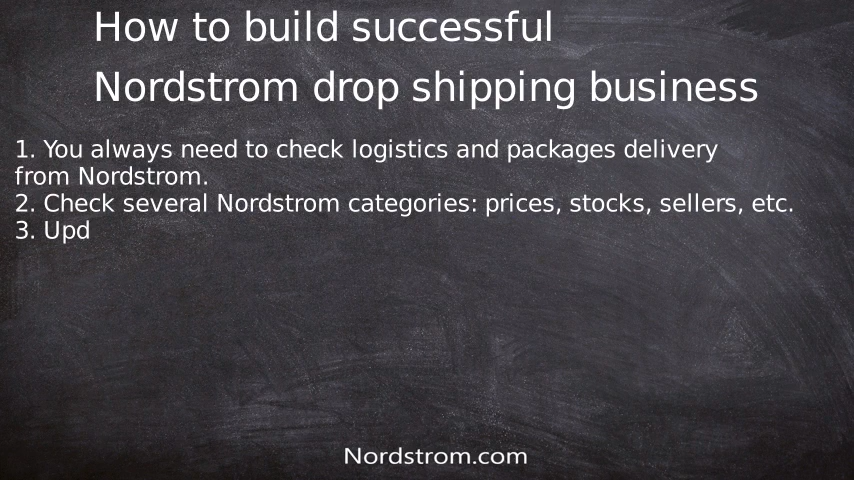 How to build successful
Nordstrom drop shipping business
1. You always need to check logistics and packages delivery
from Nordstrom.
2. Check several Nordstrom categories: prices, stocks, sellers, etc.
3. Upd
Nordstrom.com